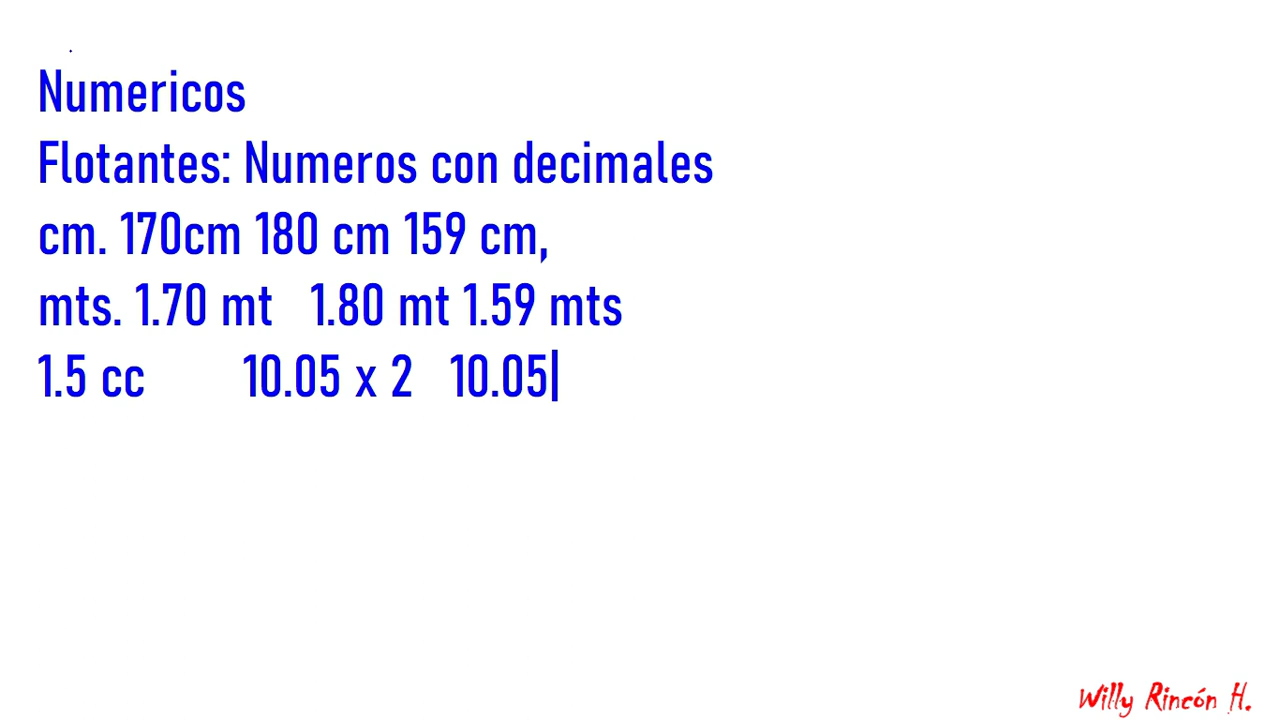 Numericos
Flotantes: Numeros con decimales
cm. 170cm 180 cm 159 cm,
mts. 1.70 mt 1.80 mt 1.59 mts
1.5 cc 10.05 x 2 10.05
Willy Rincón H.